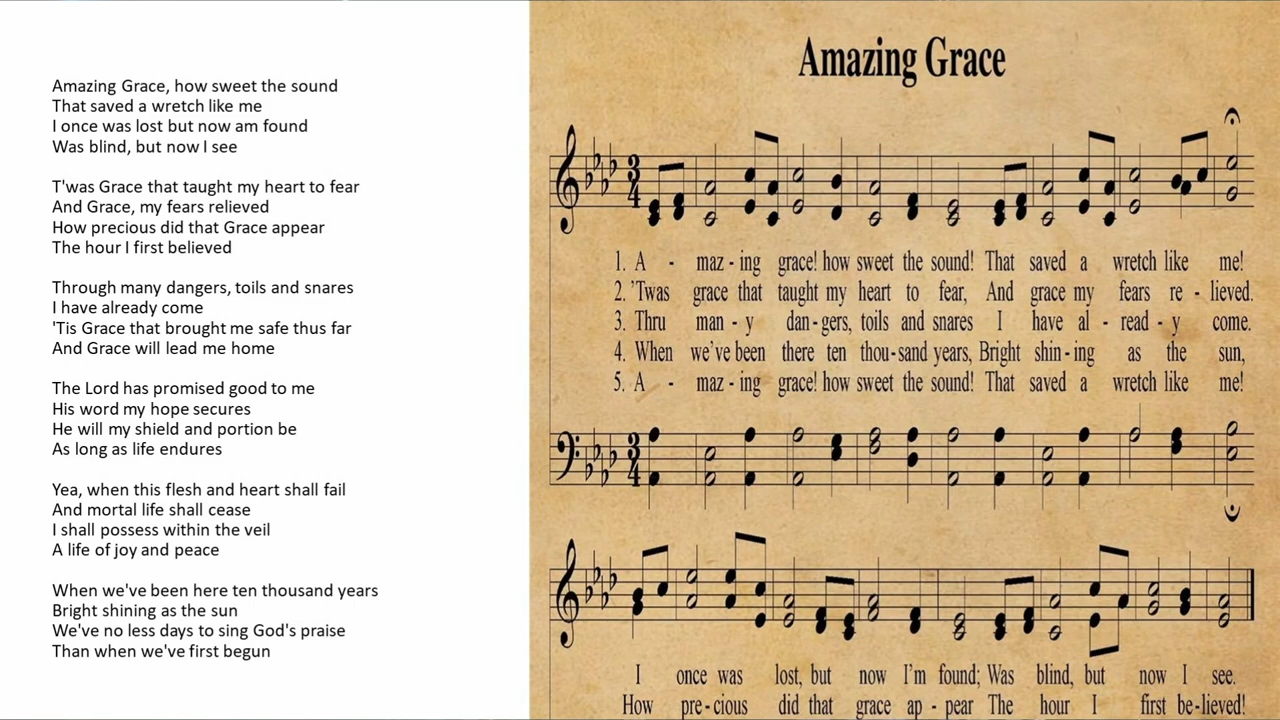 Amazing Grace, how sweet the sound
That saved a wretch like me
I once was lost but now am found
Was blind, but now I see
T'was Grace that taught my heart to fear
And Grace, my fears relieved
How precious did that Grace appear
The hour I first believed
Through many dangers, toils and snares
I have already come
'Tis Grace that brought me safe thus far
And Grace will lead me home
The Lord has promised good to me
His word my hope secures
He will my shield and portion be
As long as life endures
Yea, when this flesh and heart shall fail
And mortal life shall cease
I shall possess within the veil
A life of joy and peace
When we've been here ten thousand years
Bright shining as the sun
We've no less days to sing God's praise
Than when we've first begun
Amazing Grace
3 4
1. A - maz - ing grace! how sweet the sound! That saved a wretch like me!
2. 'Twas grace that taught my heart to fear, And grace my fears re - lieved.
3. Thru man - y dan - gers, toils and snares I have al - read - y come.
4. When we've been there ten thou - sand years, Bright shin - ing as the sun,
5. A - maz - ing grace! how sweet the sound! That saved a wretch like me!
3 4
I once was lost, but now I'm found; Was blind, but now I see.
How pre - cious did that grace ap - pear The hour I first be - lieved!